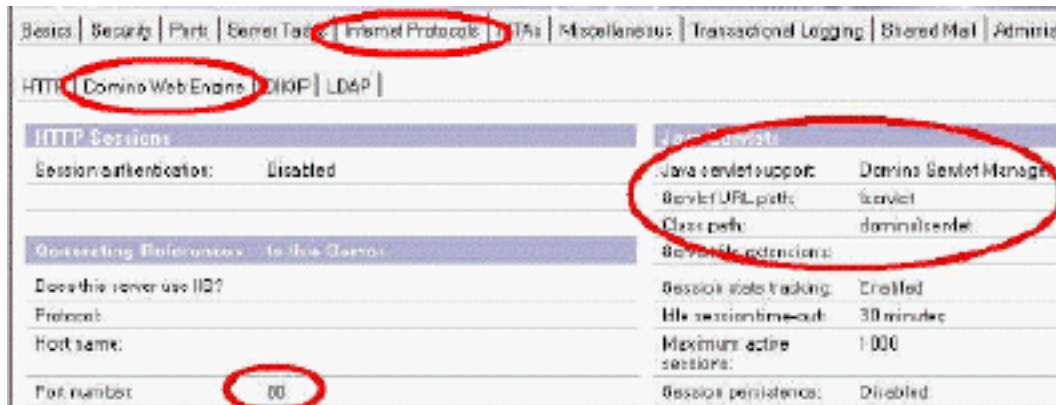 Basics | Security | Ports | Server Tasks | Internet Protocols | MTAs | Miscellaneous | Transactional Logging | Shared Mail | Adminis
HTTP | Domino Web Engine | DIIOP | LDAP |
HTTP Sessions
Session authentication: Disabled
Generating References to this Server
Does this server use IIS?
Protocol:
Host name:
Port number: 80
Java Servlets
Java servlet support: Domino Servlet Manager
Servlet URL path: /servlet
Class path: domino\servlet
Servlet file extensions:
Session state tracking: Enabled
Idle session time-out: 30 minutes
Maximum active sessions: 1000
Session persistence: Disabled